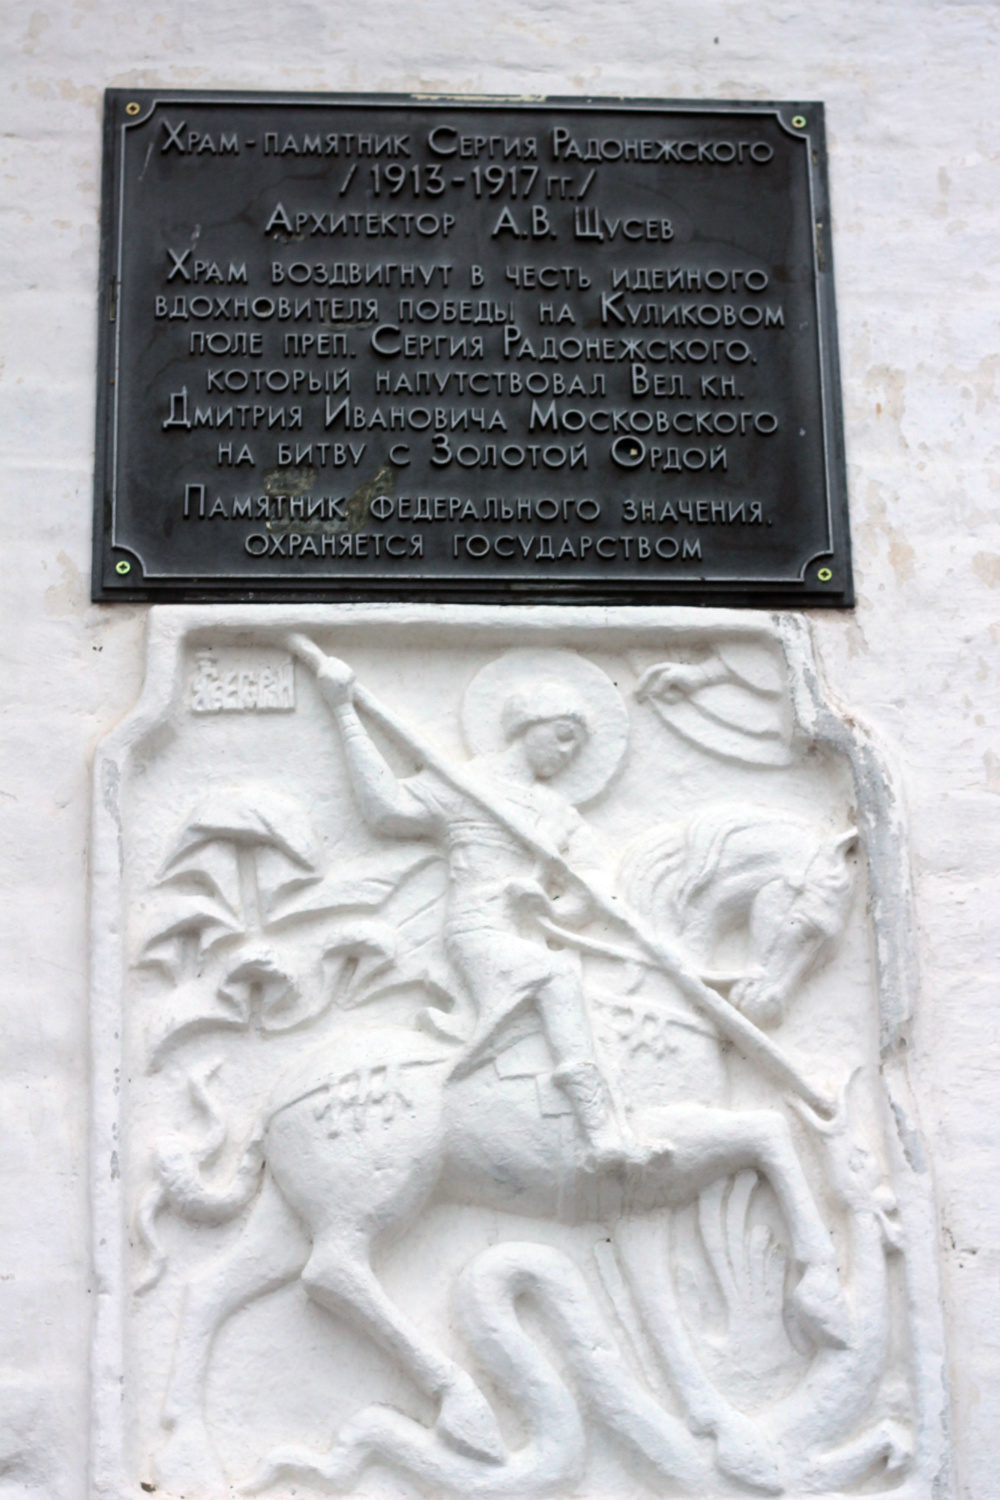 Храм - памятник Сергия Радонежского
/1913-1917 гг./
Архитектор А.В. Щусев
Храм воздвигнут в честь идейного
вдохновителя победы на Куликовом
поле преп. Сергия Радонежского,
который напутствовал Вел. кн.
Дмитрия Ивановича Московского
на битву с Золотой Ордой
Памятник федерального значения,
охраняется государством